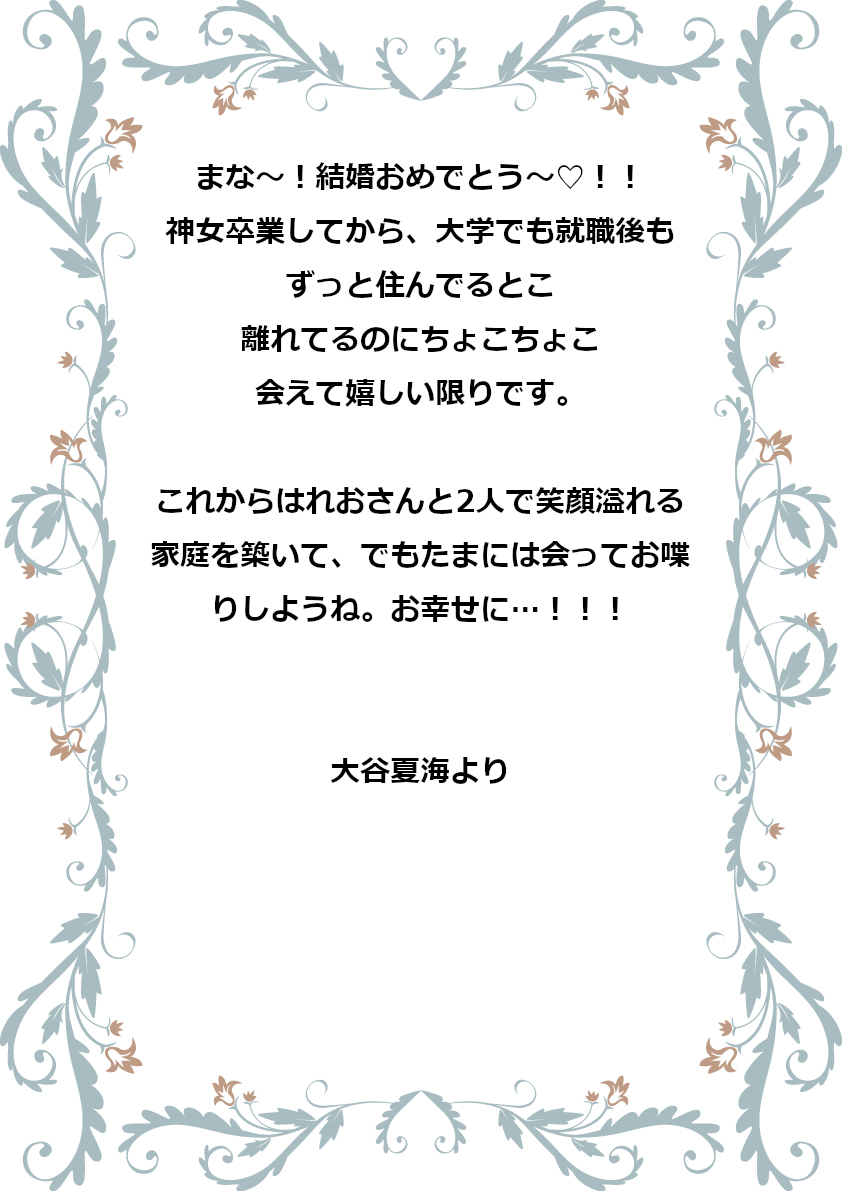 まな～！結婚おめでとう～♡！！
神女卒業してから、大学でも就職後も
ずっと住んでるとこ
離れてるのにちょこちょこ
会えて嬉しい限りです。
これからはれおさんと2人で笑顔溢れる
家庭を築いて、でもたまには会ってお喋
りしようね。お幸せに…！！！
大谷夏海より